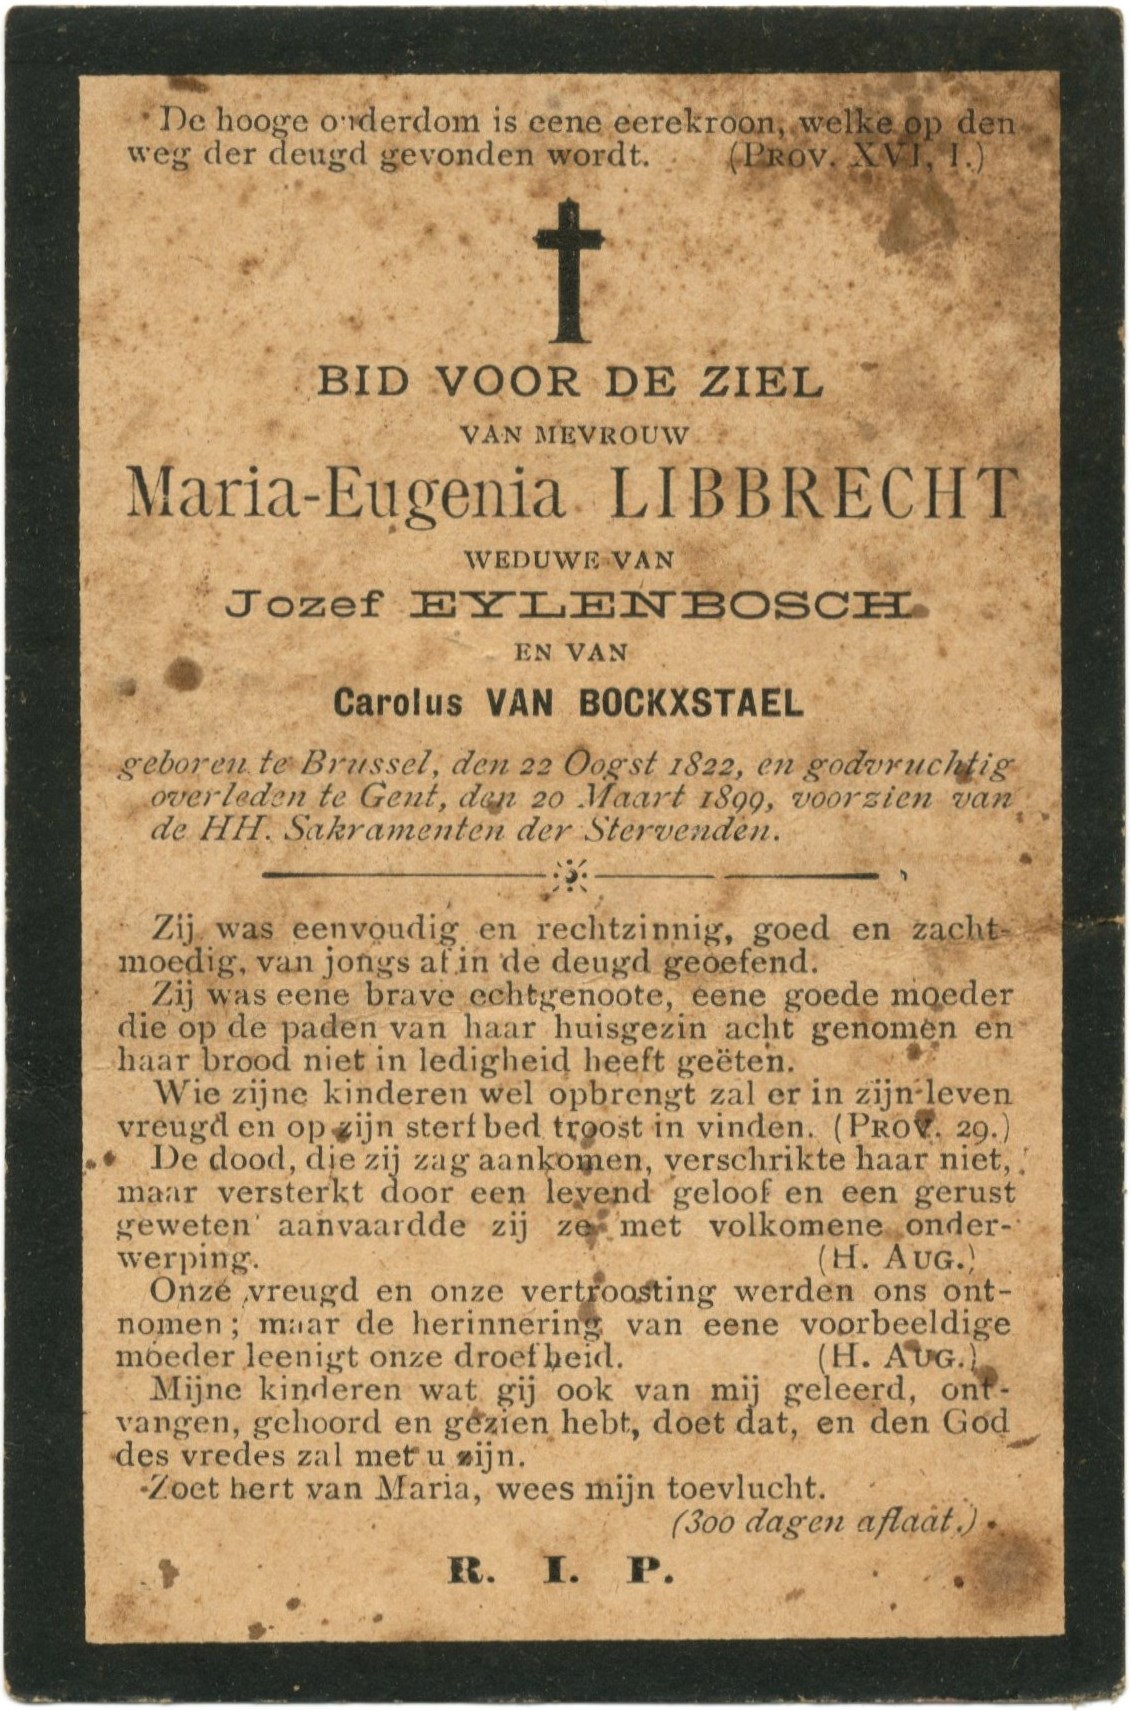 De hooge ouderdom is eene eerekroon, welke op den
weg der deugd gevonden wordt. (PROV. XVI, I.)
BID VOOR DE ZIEL
VAN MEVROUW
Maria-Eugenia LIBBRECHT
WEDUWE VAN
Jozef EYLENBOSCH
EN VAN
Carolus VAN BOCKXSTAEL
geboren te Brussel, den 22 Oogst 1822, en godvruchtig
overleden te Gent, den 20 Maart 1899, voorzien van
de HH. Sakramenten der Stervenden.
Zij was eenvoudig en rechtzinnig, goed en zacht-
moedig, van jongs af in de deugd geoefend.
Zij was eene brave echtgenoote, eene goede moeder
die op de paden van haar huisgezin acht genomen en
haar brood niet in ledigheid heeft geëten.
Wie zijne kinderen wel opbrengt zal er in zijn leven
vreugd en op zijn sterfbed troost in vinden. (PROV. 29.)
De dood, die zij zag aankomen, verschrikte haar niet,
maar versterkt door een levend geloof en een gerust
geweten aanvaardde zij ze met volkomene onder-
werping. (H. AUG.)
Onze vreugd en onze vertroosting werden ons ont-
nomen; maar de herinnering van eene voorbeeldige
moeder leenigt onze droefheid. (H. AUG.)
Mijne kinderen wat gij ook van mij geleerd, ont-
vangen, gehoord en gezien hebt, doet dat, en den God
des vredes zal met u zijn.
Zoet hert van Maria, wees mijn toevlucht.
(300 dagen aflaat.)
R. I. P.